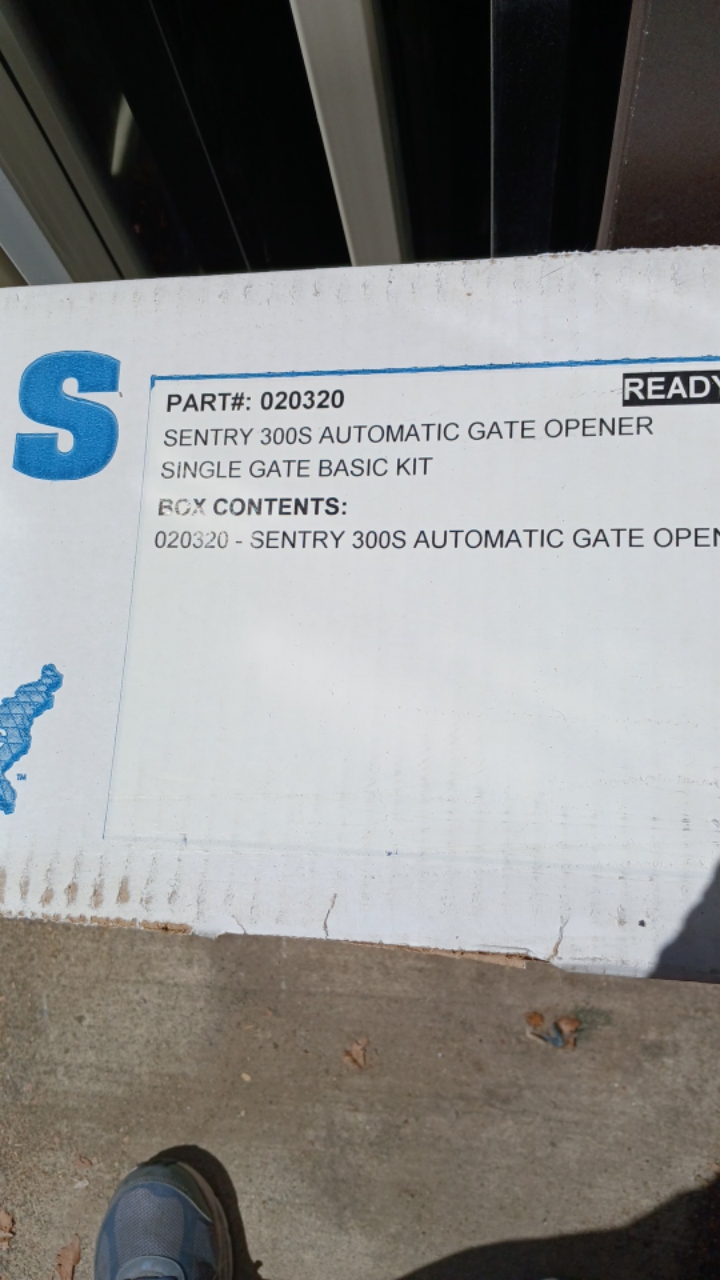 S
PART#: 020320
READY
SENTRY 300S AUTOMATIC GATE OPENER
SINGLE GATE BASIC KIT
BOX CONTENTS:
020320 - SENTRY 300S AUTOMATIC GATE OPEN
TM